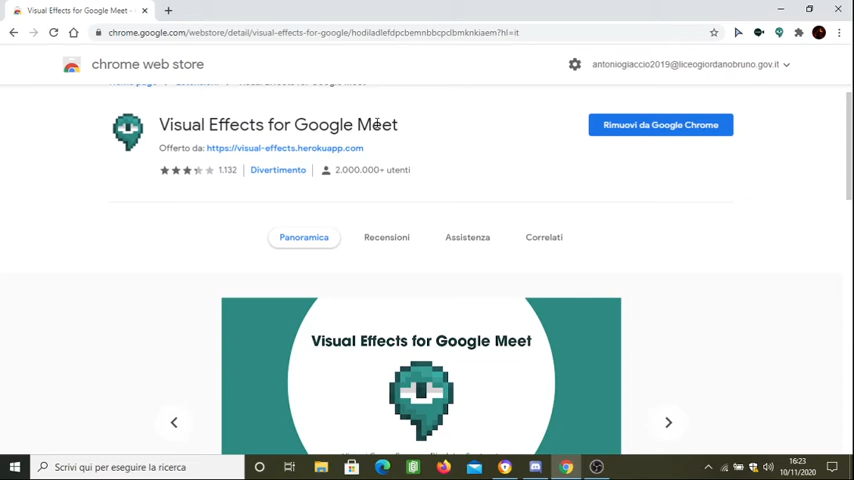 Visual Effects for Google Meet -
chrome.google.com/webstore/detail/visual-effects-for-google/hodiladlefdpcbemnbbcpclbmknkiaem?hl=it
chrome web store
antoniogiaccio2019@liceogiordanobruno.gov.it
Visual Effects for Google Meet
Rimuovi da Google Chrome
Offerto da: https://visual-effects.herokuapp.com
1.132 Divertimento 2.000.000+ utenti
Panoramica Recensioni Assistenza Correlati
Visual Effects for Google Meet
Scrivi qui per eseguire la ricerca
16:23
10/11/2020